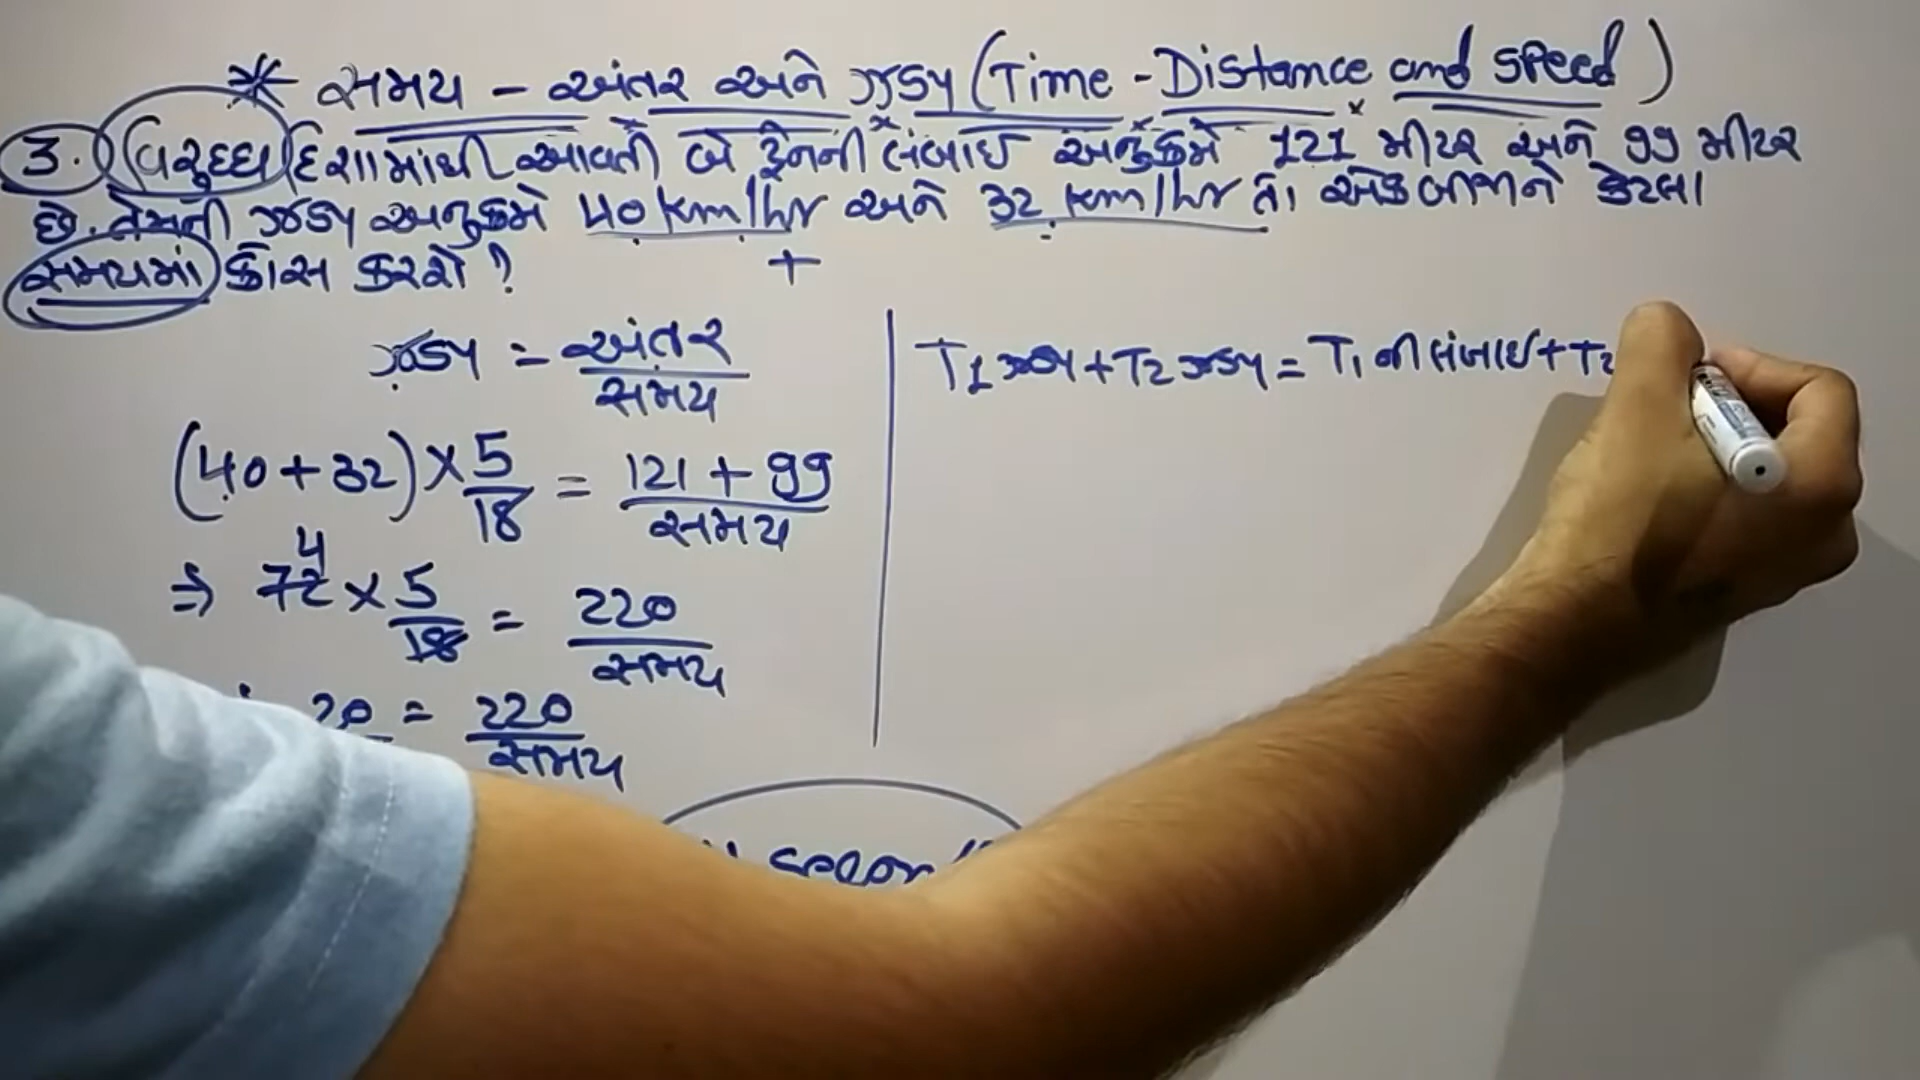 * સમય - અંતર અને ઝડપ (Time - Distance and speed)
3. વિરુદ્ધ દિશામાંથી આવતી બે ટ્રેનની લંબાઈ અનુક્રમે 121 મીટર અને 99 મીટર
છે. તેમની ઝડપ અનુક્રમે 40 km/hr અને 32 km/hr તો એકબીજાને કેટલા
સમયમાં ક્રોસ કરશે ?
+
ઝડપ = અંતર / સમય
(40 + 32) × 5/18 = 121 + 99 / સમય
⇒ 72 × 5/18 = 220 / સમય
4
20 = 220 / સમય
T1 ઝડપ + T2 ઝડપ = T1 ની લંબાઈ + T2